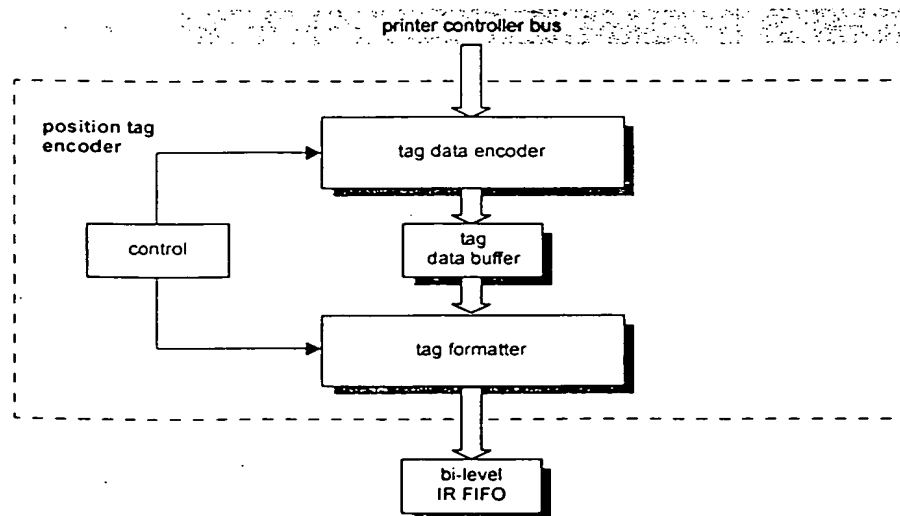 printer controller bus
position tag
encoder
tag data encoder
control
tag
data buffer
tag formatter
bi-level
IR FIFO